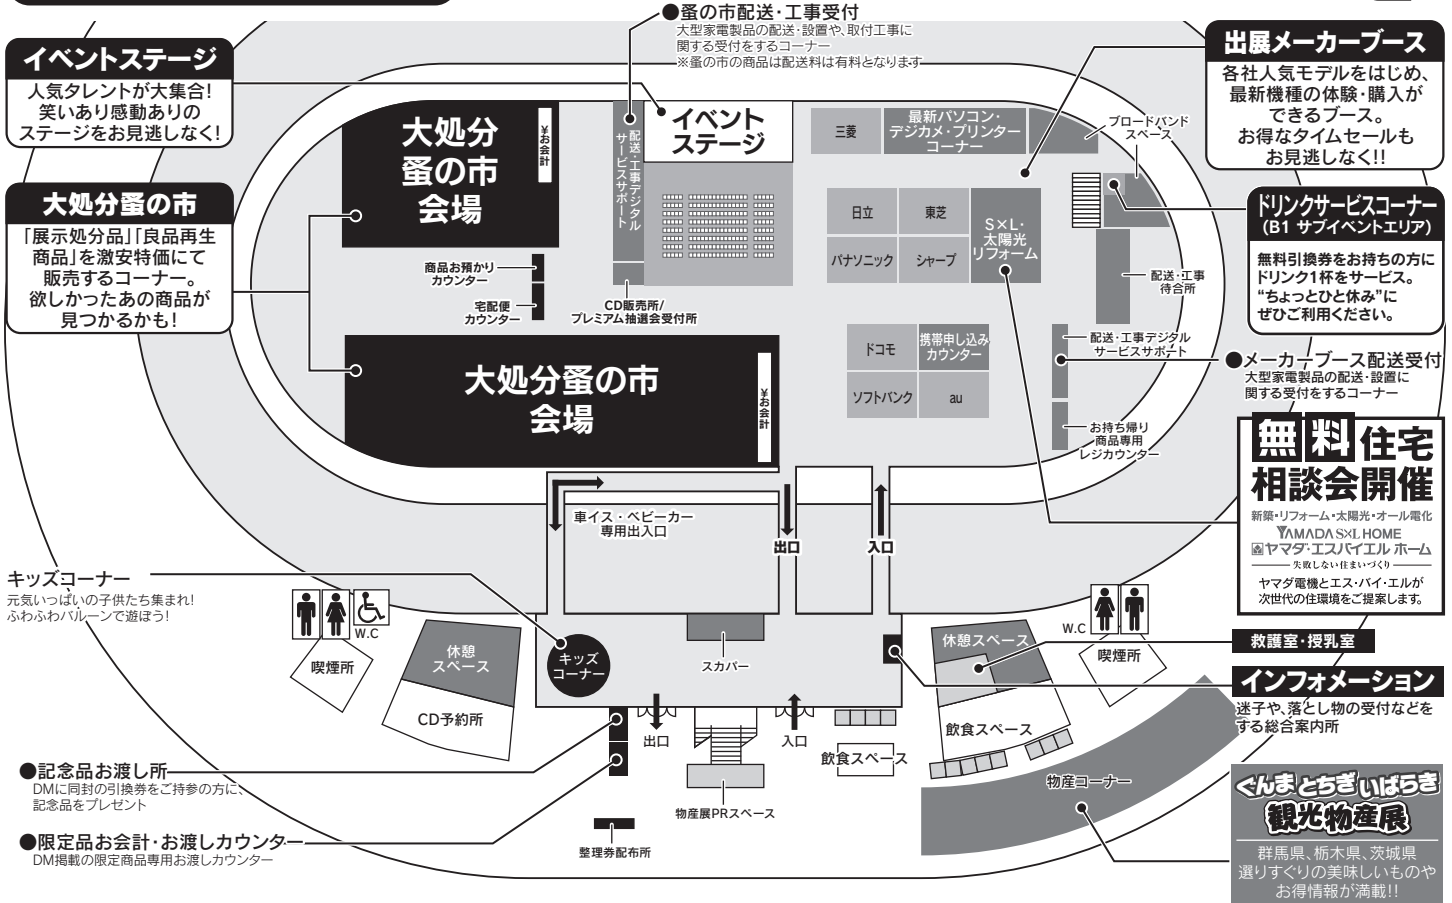 ●蚤の市配送・工事受付
大型家電製品の配送・設置や、取付工事に
関する受付をするコーナー
※蚤の市の商品は配送料は有料となります
イベントステージ
人気タレントが大集合!
笑いあり感動ありの
ステージをお見逃しなく!
大処分蚤の市
「展示処分品」「良品再生
商品」を激安特価にて
販売するコーナー。
欲しかったあの商品が
見つかるかも!
大処分
蚤の市
会場
¥お会計
配送・工事デジタル
サービスサポート
イベント
ステージ
三菱
最新パソコン・
デジカメ・プリンター
コーナー
ブロードバンド
スペース
出展メーカーブース
各社人気モデルをはじめ、
最新機種の体験・購入が
できるブース。
お得なタイムセールも
お見逃しなく!!
ドリンクサービスコーナー
(B1 サブイベントエリア)
無料引換券をお持ちの方に
ドリンク1杯をサービス。
“ちょっとひと休み”に
ぜひご利用ください。
日立
東芝
パナソニック
シャープ
S×L・
太陽光
リフォーム
配送・工事
待合所
商品お預かり
カウンター
宅配便
カウンター
CD販売所/
プレミアム抽選会受付所
ドコモ
携帯申し込み
カウンター
ソフトバンク
au
配送・工事デジタル
サービスサポート
●メーカーブース配送受付
大型家電製品の配送・設置に
関する受付をするコーナー
お持ち帰り
商品専用
レジカウンター
大処分蚤の市
会場
¥お会計
無料住宅
相談会開催
新築・リフォーム・太陽光・オール電化
YAMADA S×L HOME
ヤマダ・エスバイエル ホーム
失敗しない住まいづくり
ヤマダ電機とエス・バイ・エルが
次世代の住環境をご提案します。
車イス・ベビーカー
専用出入口
出口
入口
キッズコーナー
元気いっぱいの子供たち集まれ!
ふわふわバルーンで遊ぼう!
W.C
喫煙所
休憩
スペース
CD予約所
キッズ
コーナー
スカパー
休憩スペース
W.C
喫煙所
救護室・授乳室
インフォメーション
迷子や、落とし物の受付などを
する総合案内所
飲食スペース
出口
入口
飲食スペース
物産コーナー
物産展PRスペース
●記念品お渡し所
DMに同封の引換券をご持参の方に、
記念品をプレゼント
●限定品お会計・お渡しカウンター
DM掲載の限定商品専用お渡しカウンター
整理券配布所
ぐんま とちぎ いばらき
観光物産展
群馬県、栃木県、茨城県
選りすぐりの美味しいものや
お得情報が満載!!